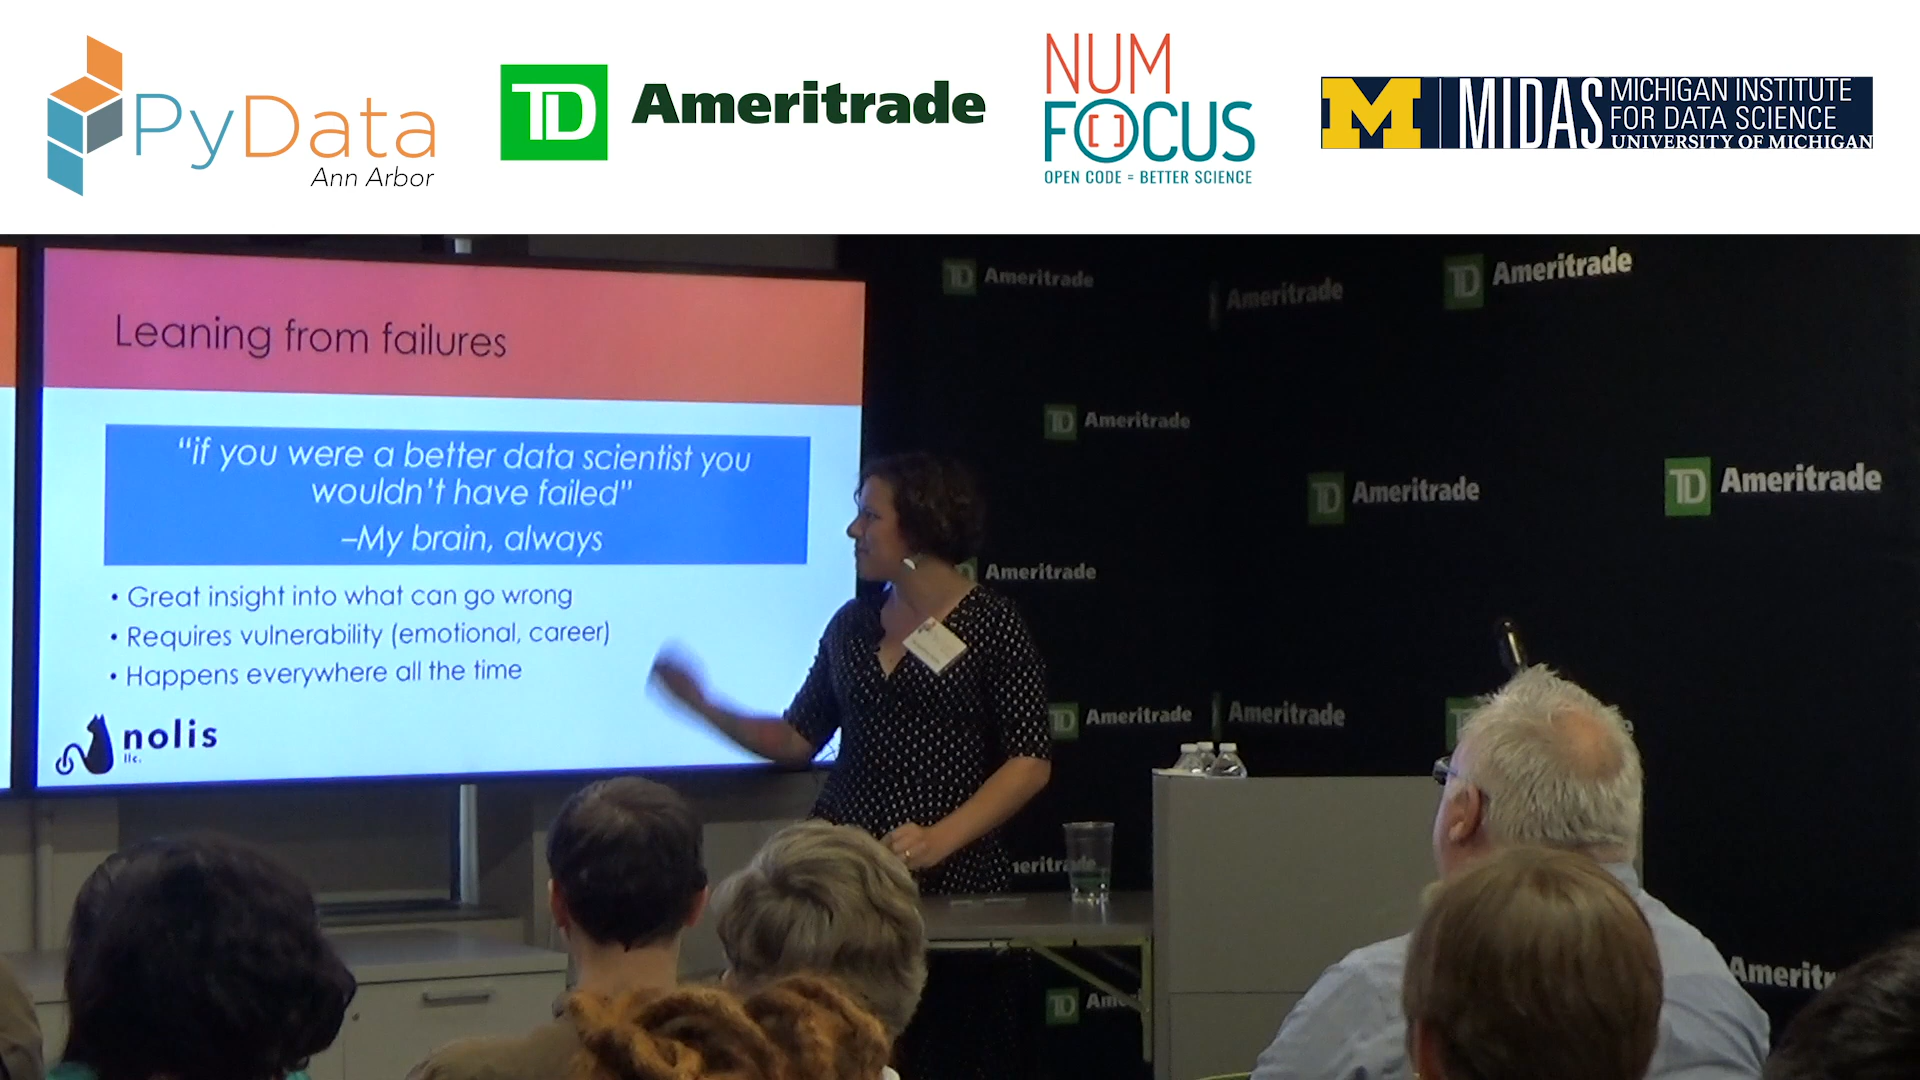 PyData
Ann Arbor
TD Ameritrade
NUM
FOCUS
OPEN CODE = BETTER SCIENCE
M MIDAS
MICHIGAN INSTITUTE
FOR DATA SCIENCE
UNIVERSITY OF MICHIGAN
Leaning from failures
“if you were a better data scientist you
wouldn’t have failed”
–My brain, always
• Great insight into what can go wrong
• Requires vulnerability (emotional, career)
• Happens everywhere all the time
nolis
llc.
TD Ameritrade
Ameritrade
TD Ameritrade
TD Ameritrade
TD Ameritrade
TD Ameritrade
Ameritrade
TD Ameritrade
Ameritrade